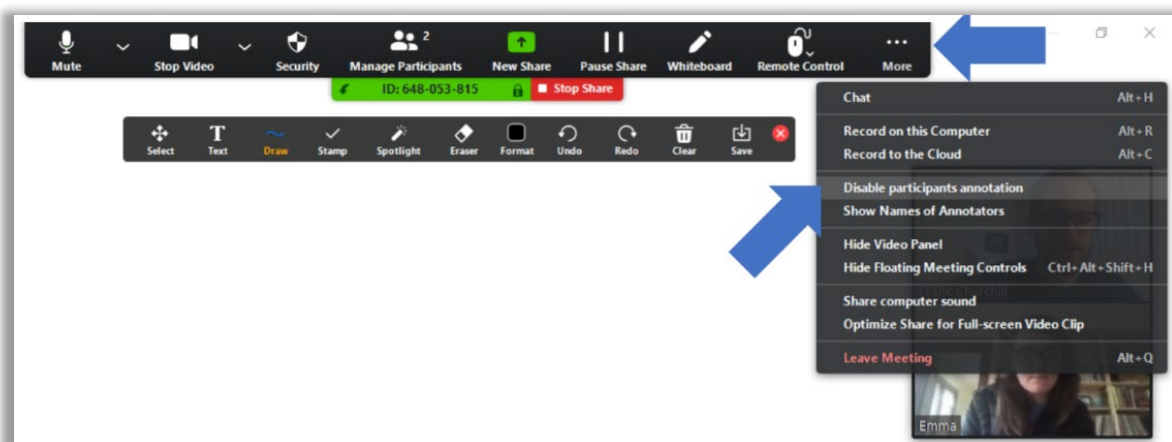 Mute Stop Video Security Manage Participants 2 New Share Pause Share Whiteboard Remote Control More
ID: 648-053-815 Stop Share
Select Text Draw Stamp Spotlight Eraser Format Undo Redo Clear Save
Chat Alt+H
Record on this Computer Alt+R
Record to the Cloud Alt+C
Disable participants annotation
Show Names of Annotators
Hide Video Panel
Hide Floating Meeting Controls Ctrl+Alt+Shift+H
Frank Churchill
Share computer sound
Optimize Share for Full-screen Video Clip
Leave Meeting Alt+Q
Emma